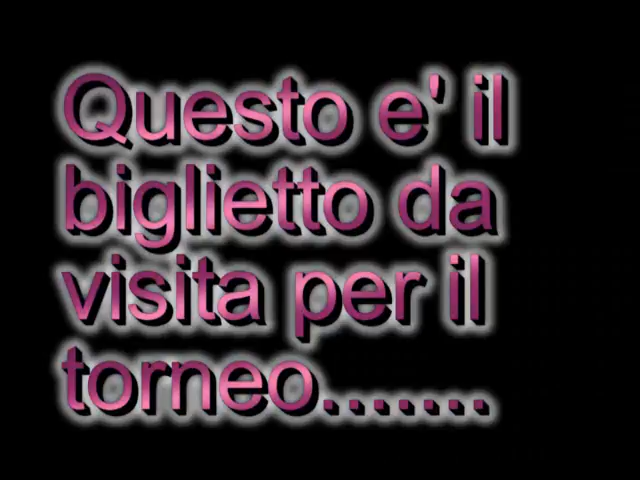 Questo e' il
biglietto da
visita per il
torneo.......